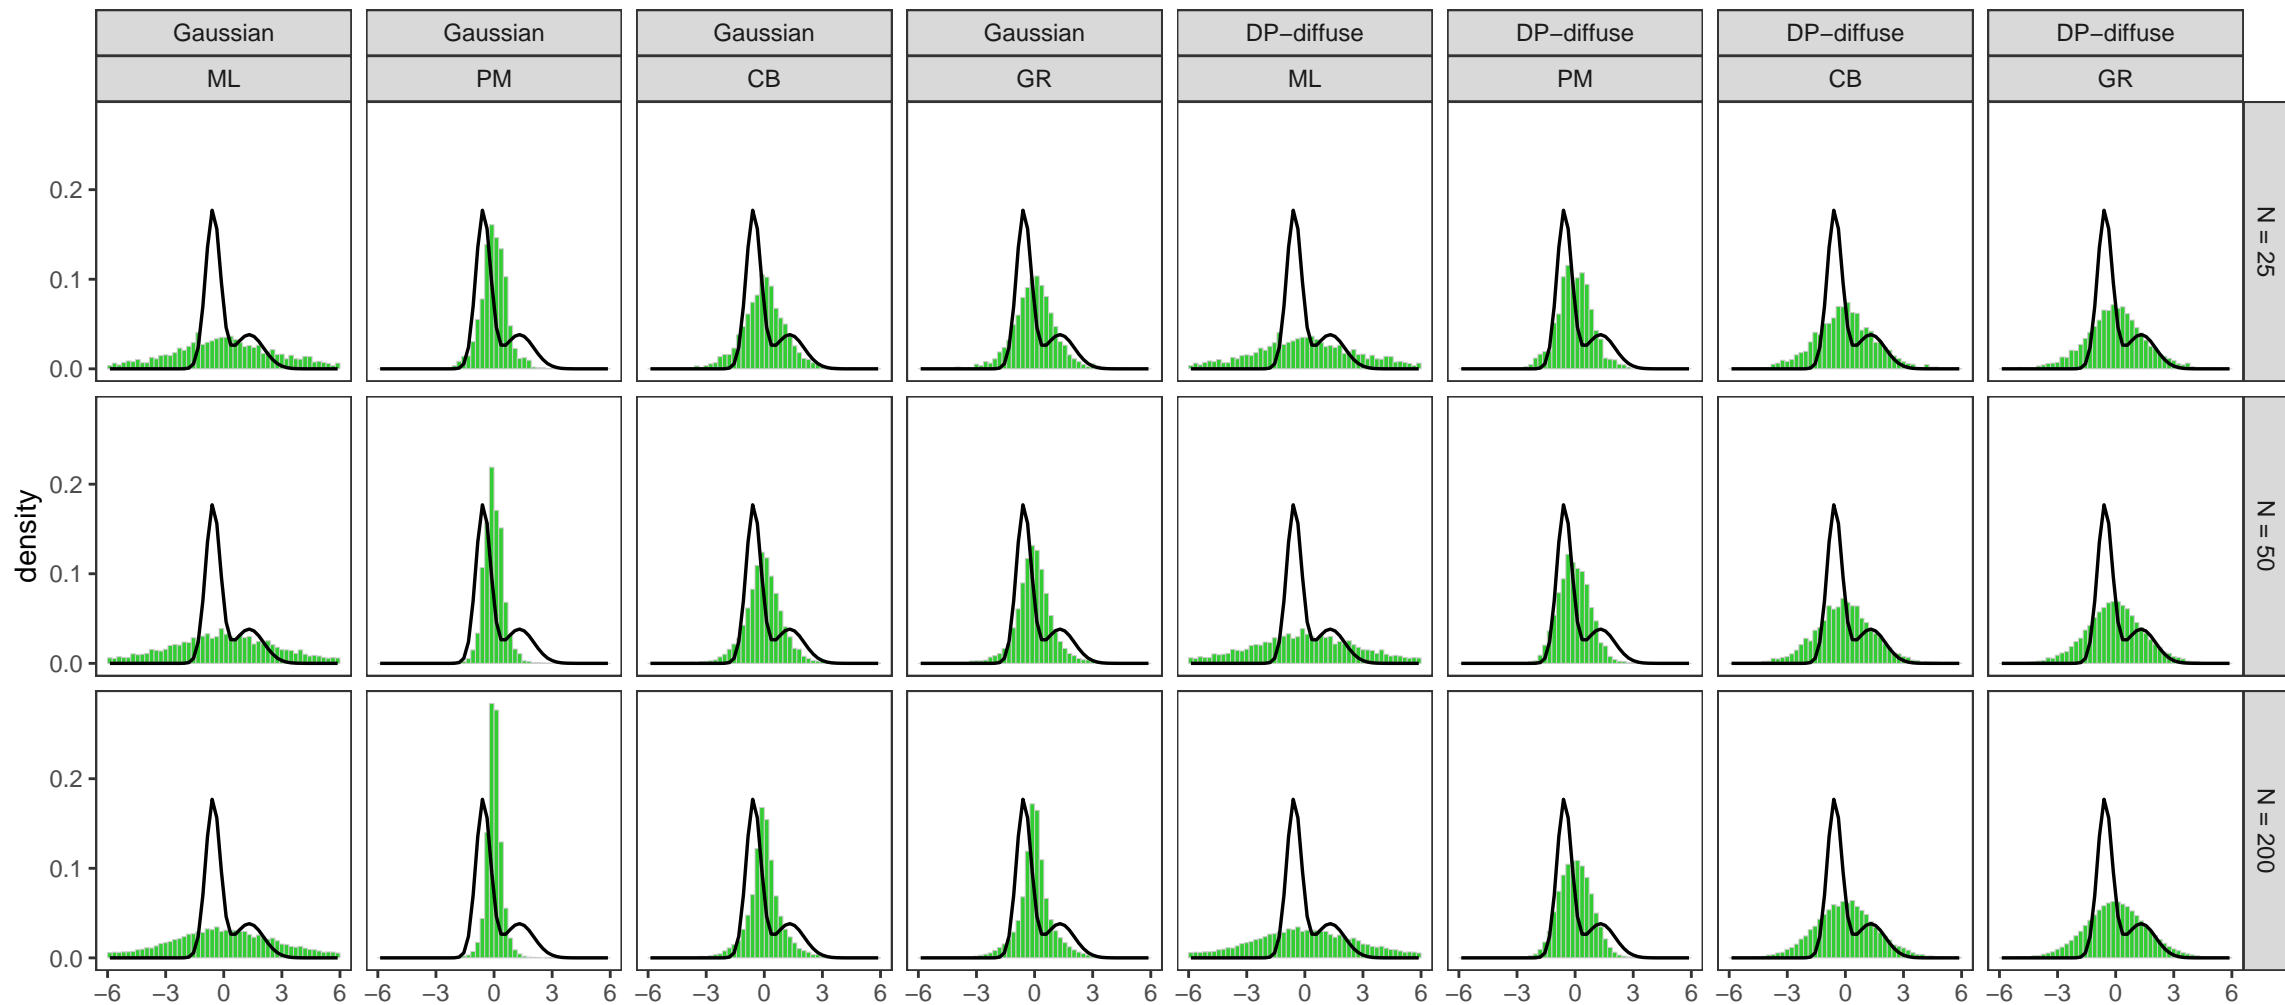 Gaussian Gaussian Gaussian Gaussian DP−diffuse DP−diffuse DP−diffuse DP−diffuse
ML PM CB GR ML PM CB GR
0.2
0.1
0.0
N = 25
density
0.2
0.1
0.0
N = 50
0.2
0.1
0.0
N = 200
−6 −3 0 3 6 −6 −3 0 3 6 −6 −3 0 3 6 −6 −3 0 3 6 −6 −3 0 3 6 −6 −3 0 3 6 −6 −3 0 3 6 −6 −3 0 3 6